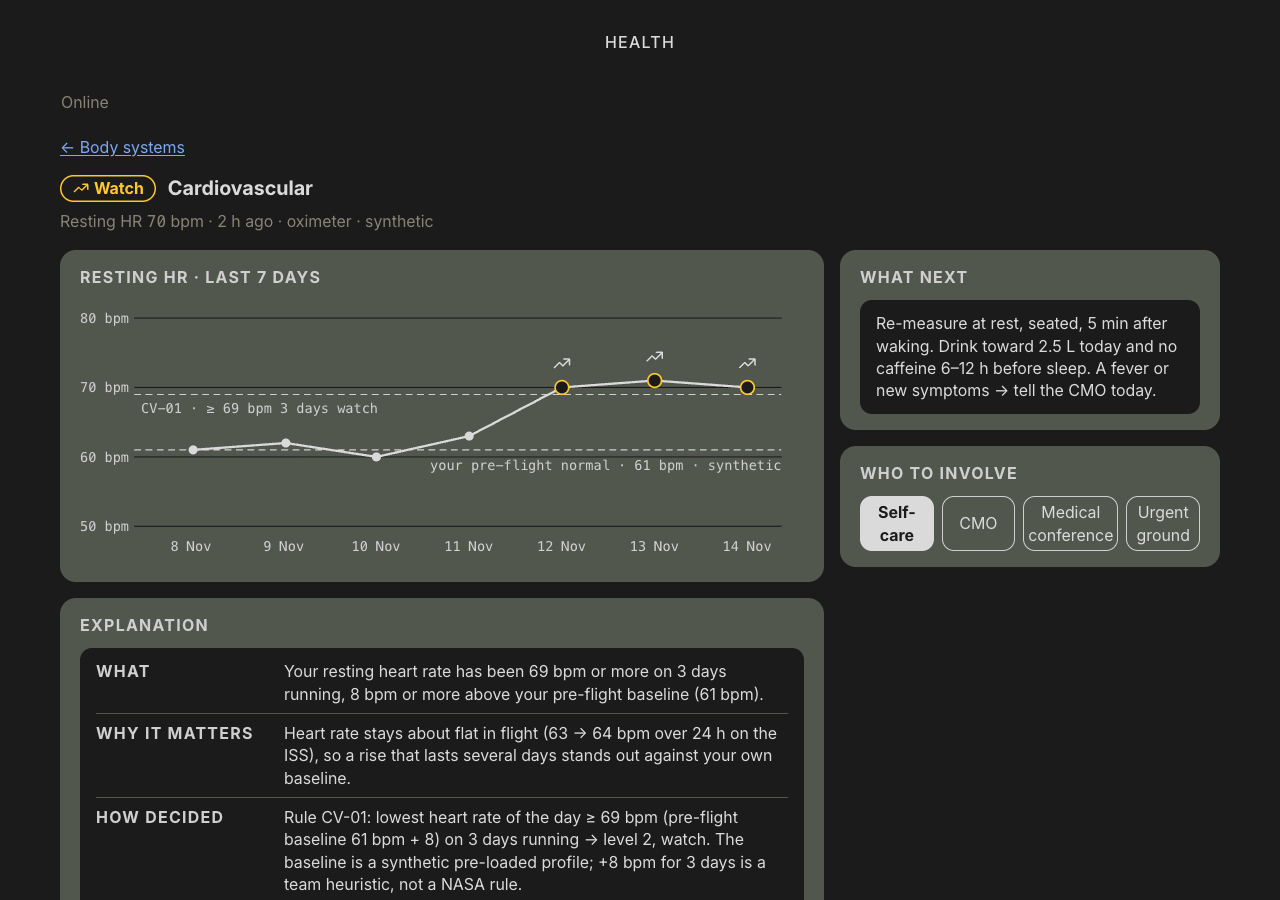 HEALTH
Online
← Body systems
Watch Cardiovascular
Resting HR 70 bpm · 2 h ago · oximeter · synthetic
RESTING HR · LAST 7 DAYS
80 bpm
70 bpm
CV−01 · ≥ 69 bpm 3 days watch
60 bpm
your pre−flight normal · 61 bpm · synthetic
50 bpm
8 Nov 9 Nov 10 Nov 11 Nov 12 Nov 13 Nov 14 Nov
WHAT NEXT
Re-measure at rest, seated, 5 min after
waking. Drink toward 2.5 L today and no
caffeine 6–12 h before sleep. A fever or
new symptoms → tell the CMO today.
WHO TO INVOLVE
Self-
care
CMO
Medical
conference
Urgent
ground
EXPLANATION
WHAT
Your resting heart rate has been 69 bpm or more on 3 days
running, 8 bpm or more above your pre-flight baseline (61 bpm).
WHY IT MATTERS
Heart rate stays about flat in flight (63 → 64 bpm over 24 h on the
ISS), so a rise that lasts several days stands out against your own
baseline.
HOW DECIDED
Rule CV-01: lowest heart rate of the day ≥ 69 bpm (pre-flight
baseline 61 bpm + 8) on 3 days running → level 2, watch. The
baseline is a synthetic pre-loaded profile; +8 bpm for 3 days is a
team heuristic, not a NASA rule.